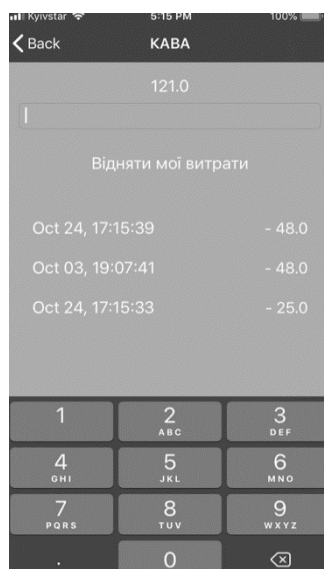 Kyivstar 5:15 PM 100%
Back КАВА
121.0
Відняти мої витрати
Oct 24, 17:15:39 - 48.0
Oct 03, 19:07:41 - 48.0
Oct 24, 17:15:33 - 25.0
1 2 3
ABC DEF
4 5 6
GHI JKL MNO
7 8 9
PQRS TUV WXYZ
. 0